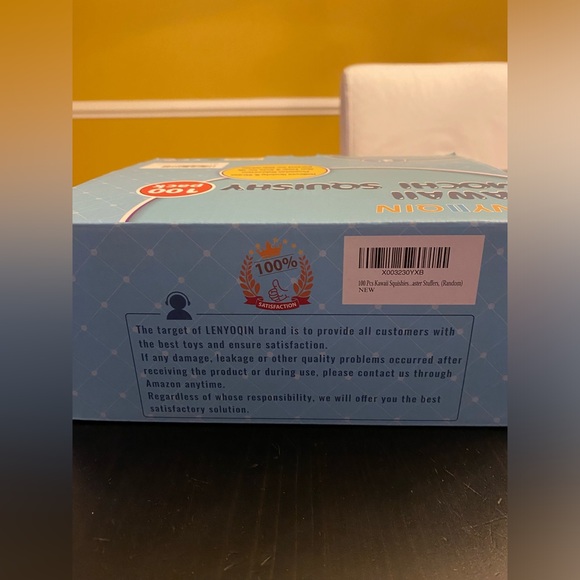 100
pack
SQUISHY
MOCHI
QIN
100%
SATISFACTION
X003230YXB
100 Pcs Kawaii Squishies...aster Stuffers, (Random)
NEW
The target of LENYOQIN brand is to provide all customers with
the best toys and ensure satisfaction.
If any damage, leakage or other quality problems occurred after
receiving the product or during use, please contact us through
Amazon anytime.
Regardless of whose responsibility, we will offer you the best
satisfactory solution.